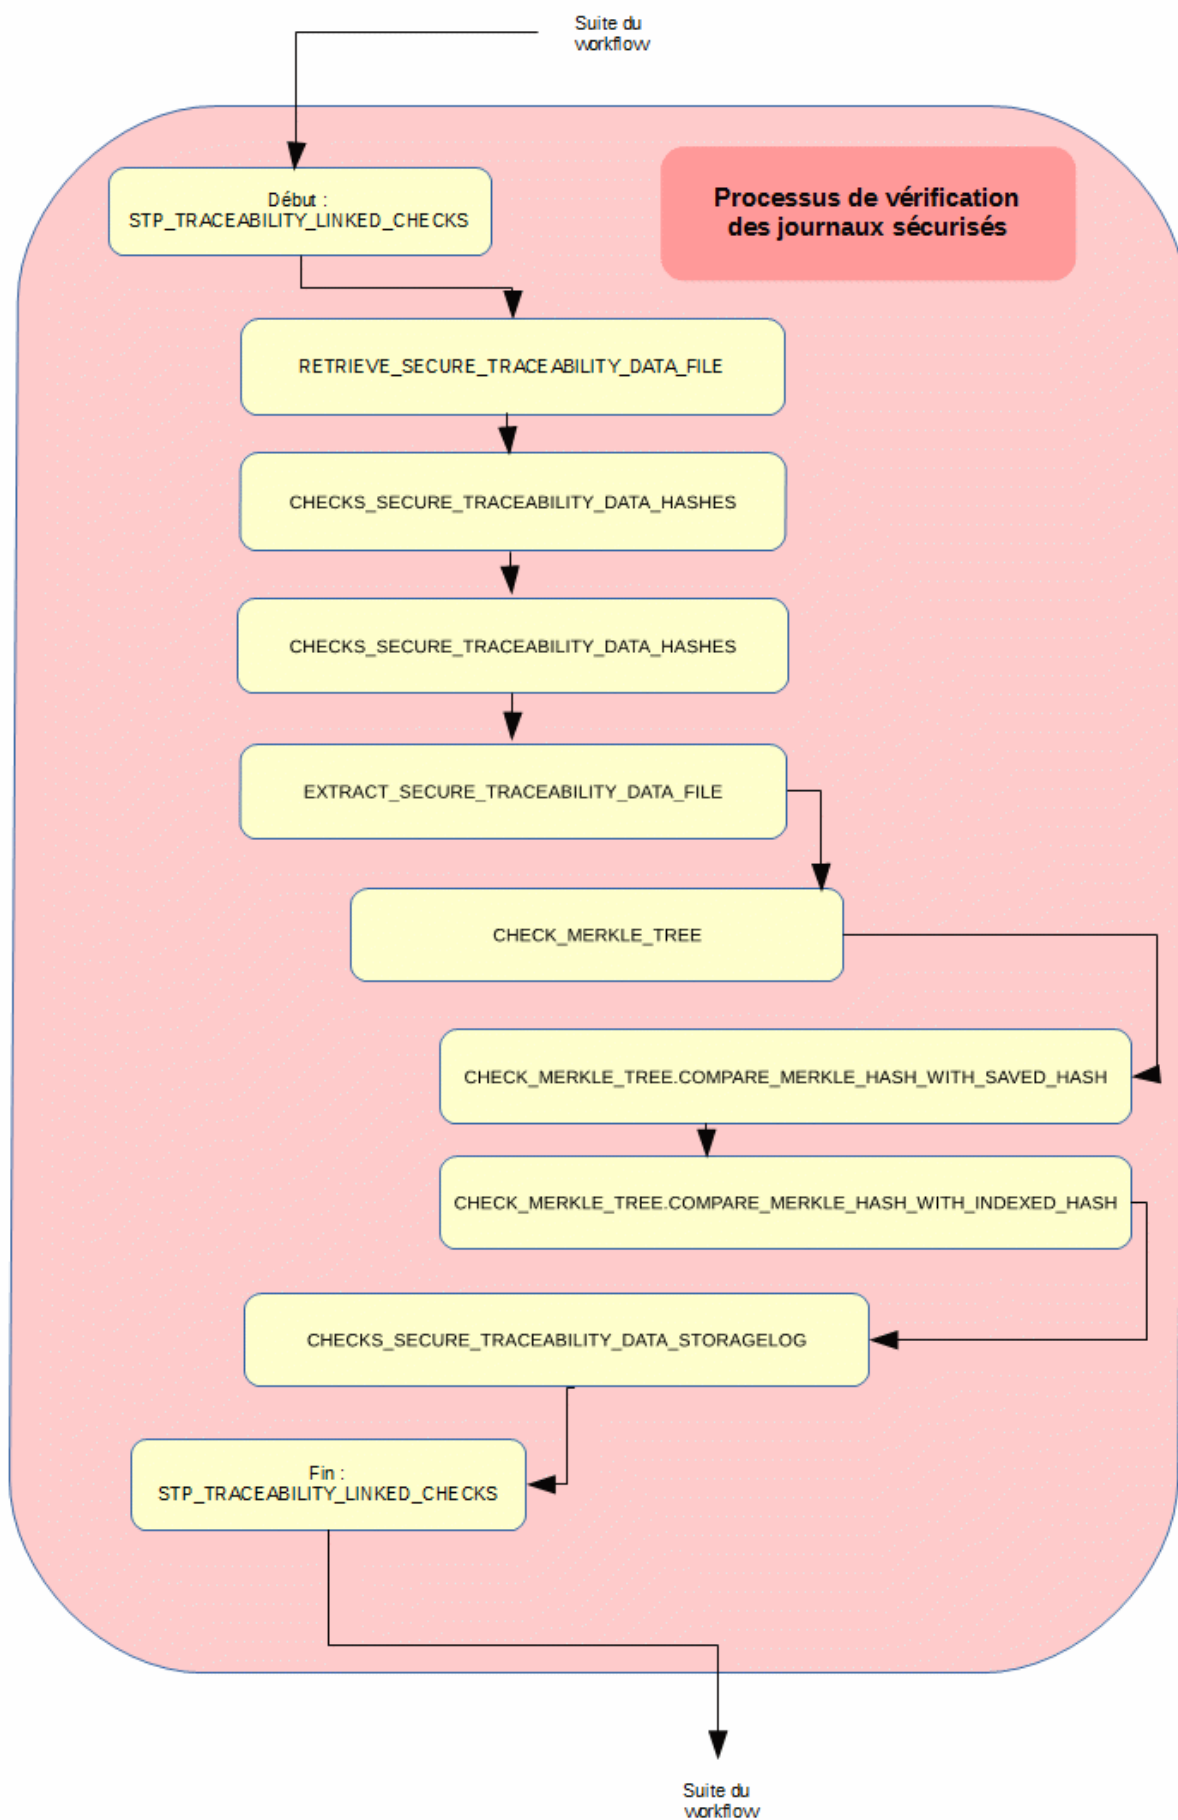 Suite du
workflow
Processus de vérification
des journaux sécurisés
Début :
STP_TRACEABILITY_LINKED_CHECKS
RETRIEVE_SECURE_TRACEABILITY_DATA_FILE
CHECKS_SECURE_TRACEABILITY_DATA_HASHES
CHECKS_SECURE_TRACEABILITY_DATA_HASHES
EXTRACT_SECURE_TRACEABILITY_DATA_FILE
CHECK_MERKLE_TREE
CHECK_MERKLE_TREE.COMPARE_MERKLE_HASH_WITH_SAVED_HASH
CHECK_MERKLE_TREE.COMPARE_MERKLE_HASH_WITH_INDEXED_HASH
CHECKS_SECURE_TRACEABILITY_DATA_STORAGELOG
Fin :
STP_TRACEABILITY_LINKED_CHECKS
Suite du
workflow